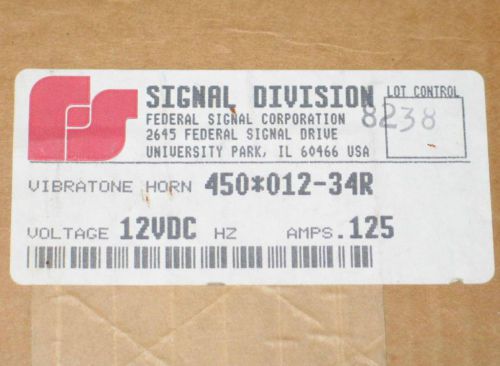 SIGNAL DIVISION
LOT CONTROL
FEDERAL SIGNAL CORPORATION
8238
2645 FEDERAL SIGNAL DRIVE
UNIVERSITY PARK, IL 60466 USA
VIBRATONE HORN 450*012-34R
VOLTAGE 12VDC HZ AMPS .125